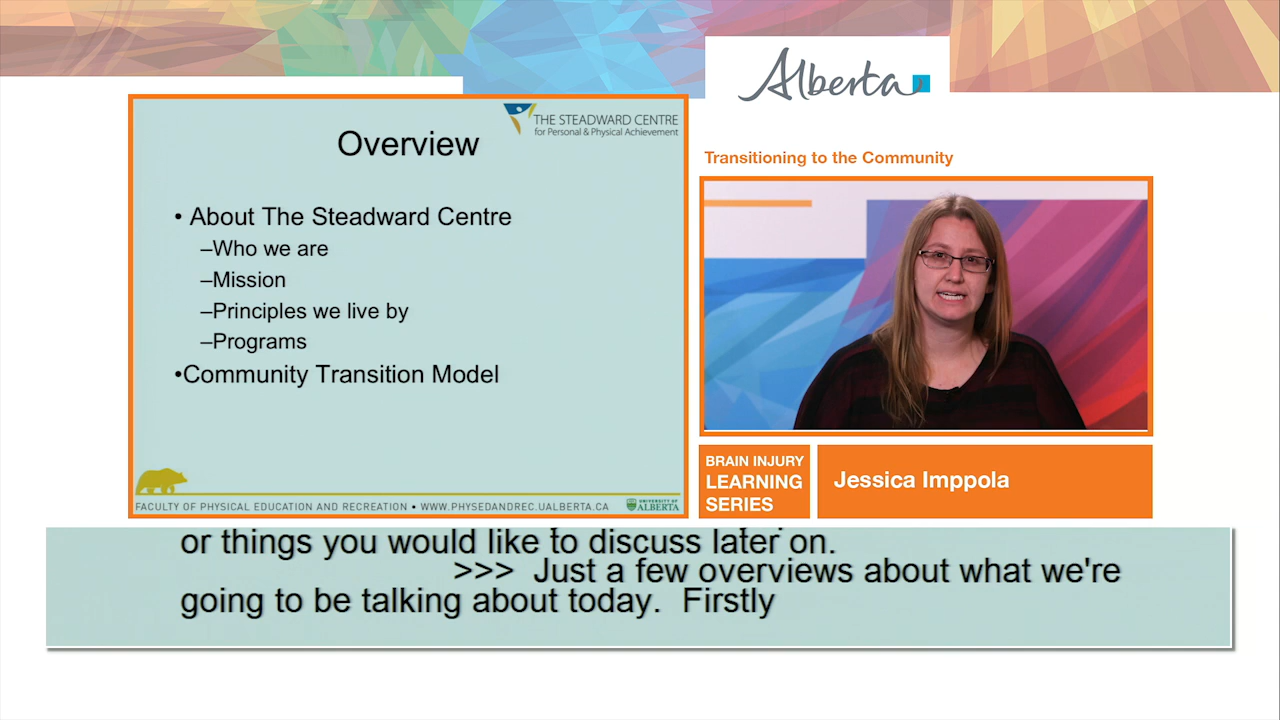 Alberta
THE STEADWARD CENTRE
for Personal & Physical Achievement
Overview
• About The Steadward Centre
–Who we are
–Mission
–Principles we live by
–Programs
•Community Transition Model
FACULTY OF PHYSICAL EDUCATION AND RECREATION • WWW.PHYSEDANDREC.UALBERTA.CA
UNIVERSITY OF
ALBERTA
Transitioning to the Community
BRAIN INJURY
LEARNING
SERIES
Jessica Imppola
or things you would like to discuss later on.
>>> Just a few overviews about what we're
going to be talking about today. Firstly